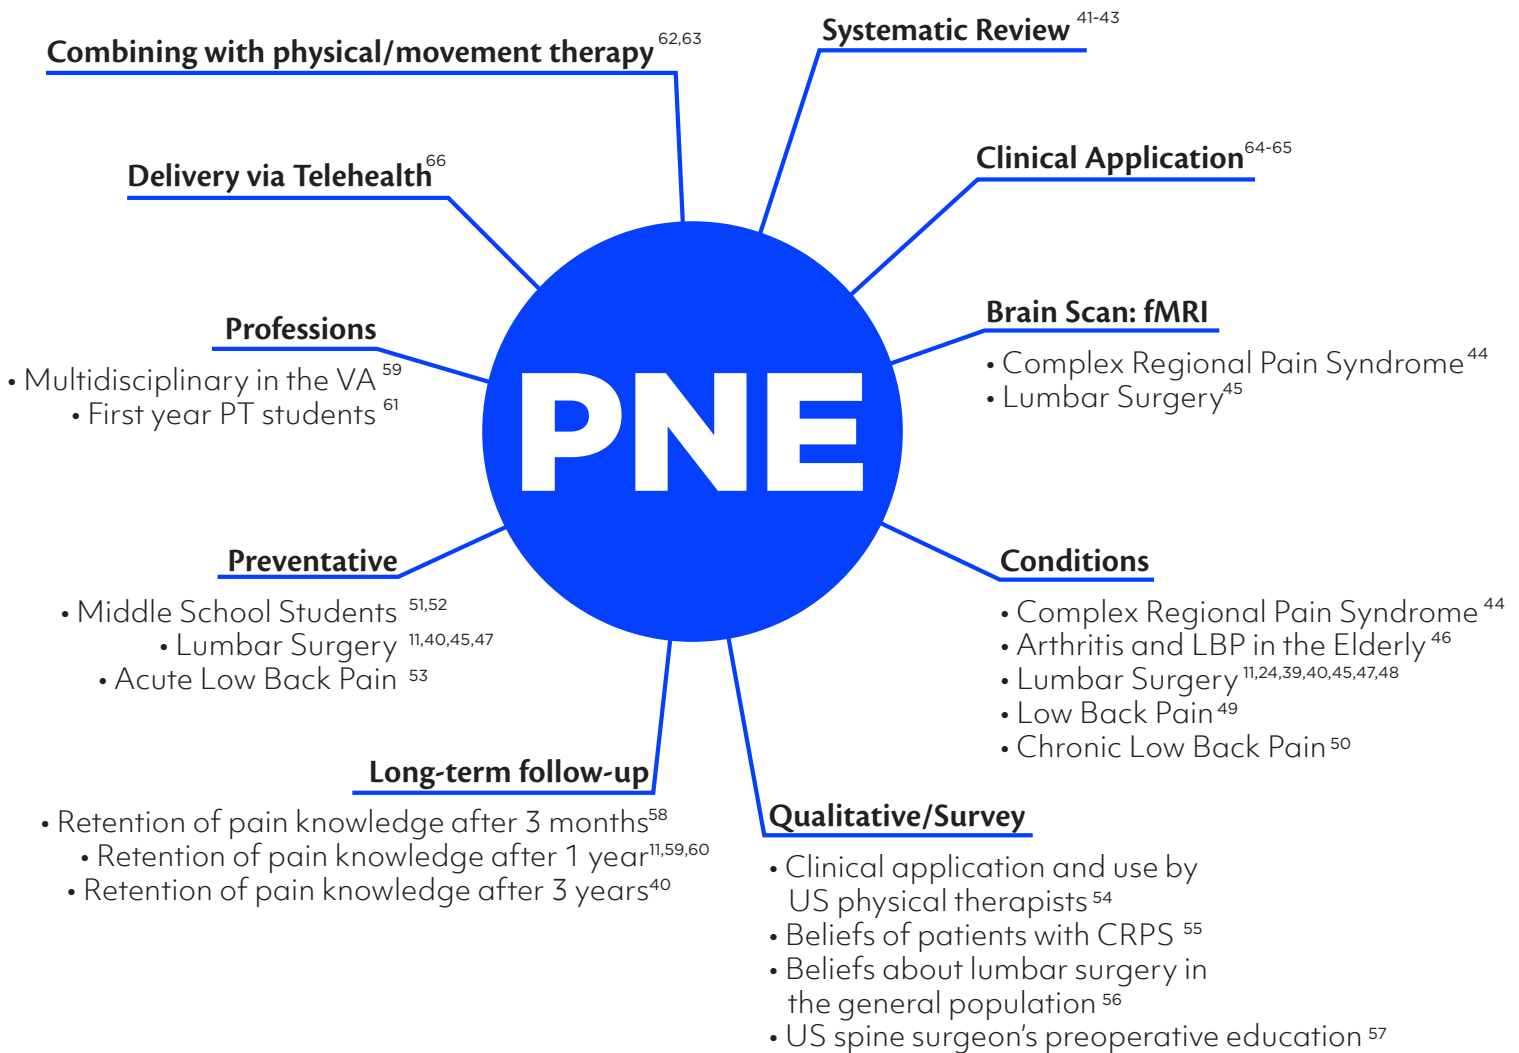 Combining with physical/movement therapy 62,63
Systematic Review 41-43
Delivery via Telehealth 66
Clinical Application 64-65
Professions
• Multidisciplinary in the VA 59
• First year PT students 61
Brain Scan: fMRI
• Complex Regional Pain Syndrome 44
• Lumbar Surgery 45
PNE
Preventative
• Middle School Students 51,52
• Lumbar Surgery 11,40,45,47
• Acute Low Back Pain 53
Conditions
• Complex Regional Pain Syndrome 44
• Arthritis and LBP in the Elderly 46
• Lumbar Surgery 11,24,39,40,45,47,48
• Low Back Pain 49
• Chronic Low Back Pain 50
Long-term follow-up
• Retention of pain knowledge after 3 months 58
• Retention of pain knowledge after 1 year 11,59,60
• Retention of pain knowledge after 3 years 40
Qualitative/Survey
• Clinical application and use by
US physical therapists 54
• Beliefs of patients with CRPS 55
• Beliefs about lumbar surgery in
the general population 56
• US spine surgeon's preoperative education 57